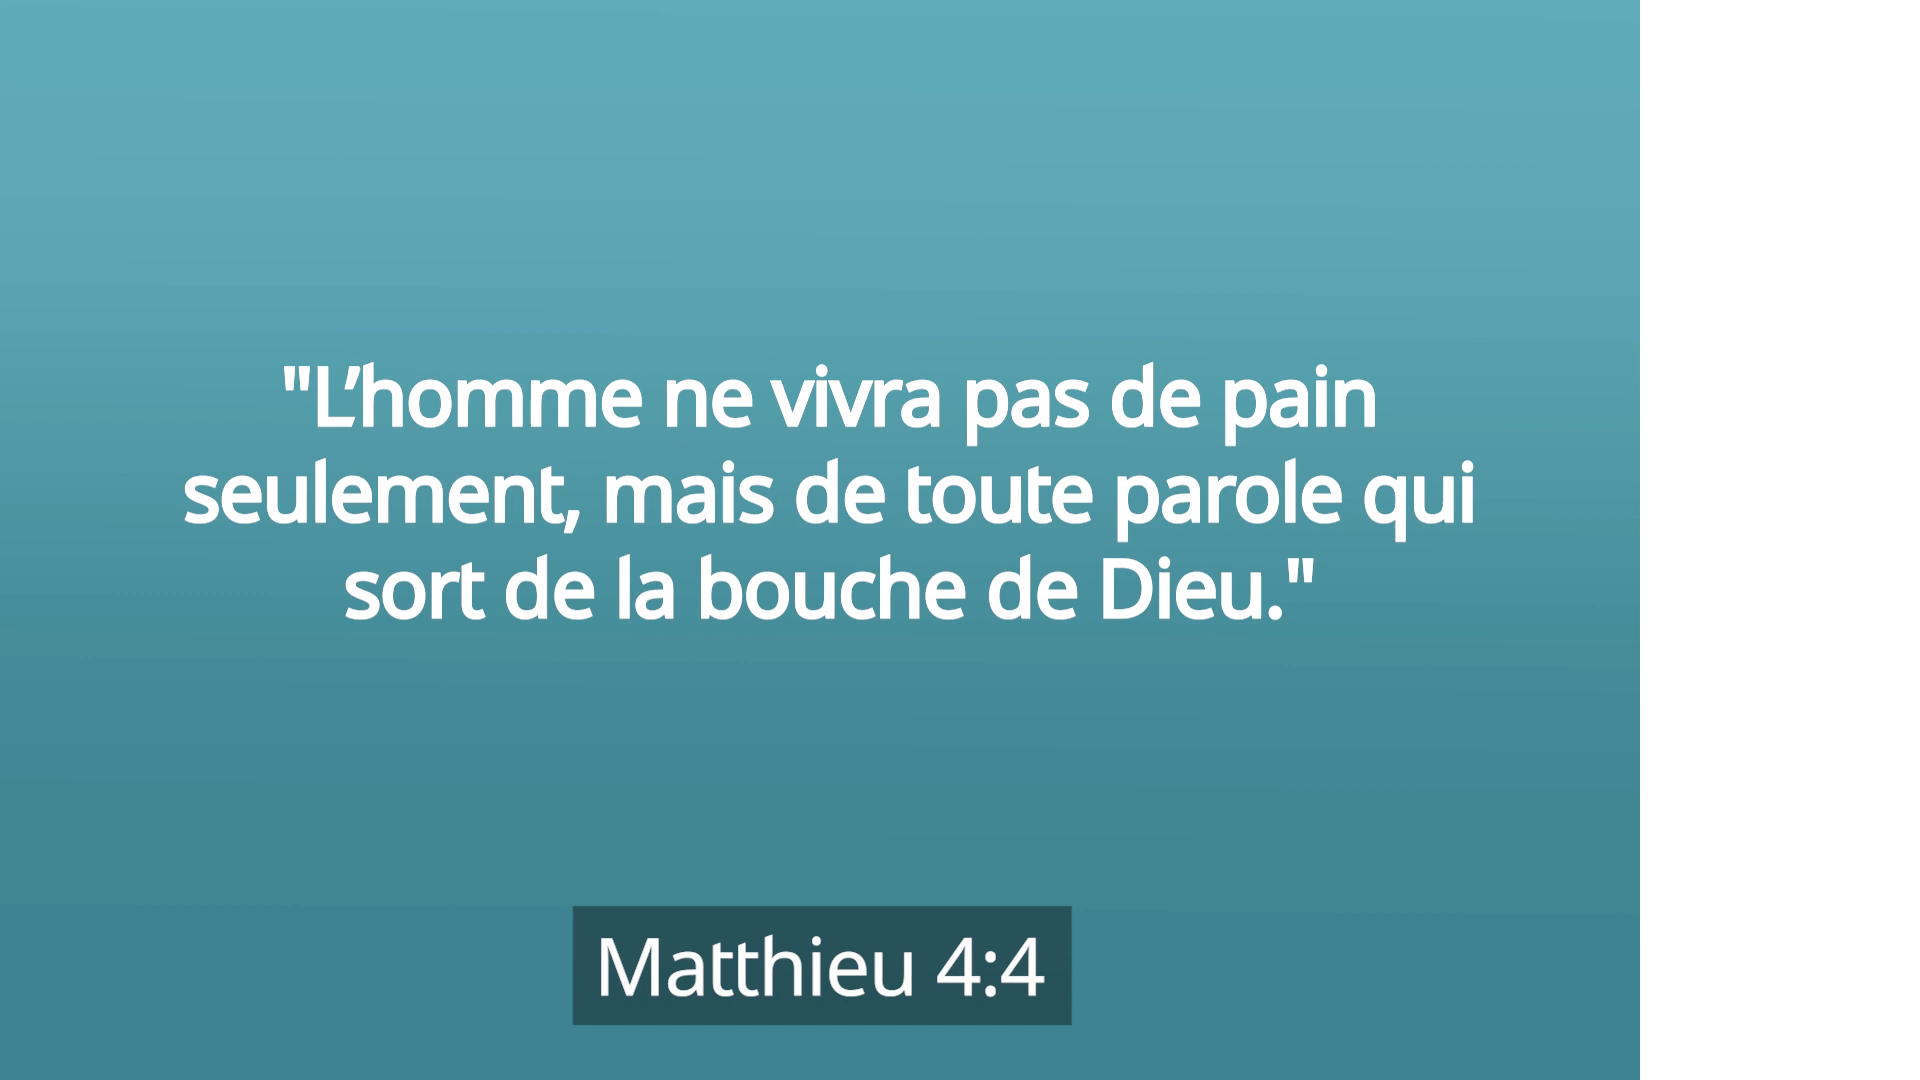 "L’homme ne vivra pas de pain
seulement, mais de toute parole qui
sort de la bouche de Dieu."
Matthieu 4:4